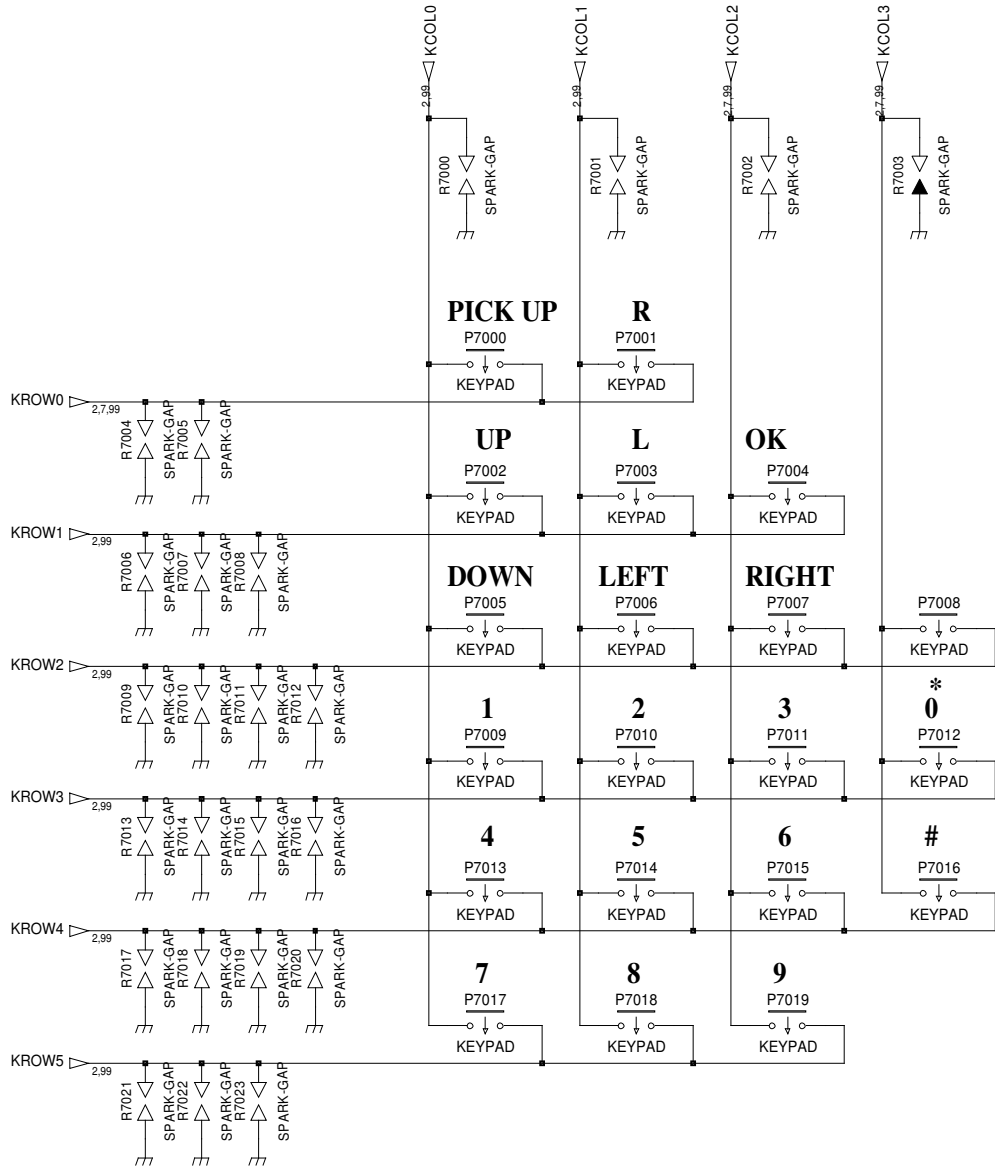 KCOL0 KCOL1 KCOL2 KCOL3
2,99 2,99 2,7,99 2,7,99
R7000 SPARK-GAP R7001 SPARK-GAP R7002 SPARK-GAP R7003 SPARK-GAP
PICK UP R
P7000 P7001
KEYPAD KEYPAD
KROW0 2,7,99
R7004 SPARK-GAP R7005 SPARK-GAP
UP L OK
P7002 P7003 P7004
KEYPAD KEYPAD KEYPAD
KROW1 2,99
R7006 SPARK-GAP R7007 SPARK-GAP R7008 SPARK-GAP
DOWN LEFT RIGHT
P7005 P7006 P7007 P7008
KEYPAD KEYPAD KEYPAD KEYPAD
KROW2 2,99
R7009 SPARK-GAP R7010 SPARK-GAP R7011 SPARK-GAP R7012 SPARK-GAP
*
1 2 3 0
P7009 P7010 P7011 P7012
KEYPAD KEYPAD KEYPAD KEYPAD
KROW3 2,99
R7013 SPARK-GAP R7014 SPARK-GAP R7015 SPARK-GAP R7016 SPARK-GAP
4 5 6 #
P7013 P7014 P7015 P7016
KEYPAD KEYPAD KEYPAD KEYPAD
KROW4 2,99
R7017 SPARK-GAP R7018 SPARK-GAP R7019 SPARK-GAP R7020 SPARK-GAP
7 8 9
P7017 P7018 P7019
KEYPAD KEYPAD KEYPAD
KROW5 2,99
R7021 SPARK-GAP R7022 SPARK-GAP R7023 SPARK-GAP